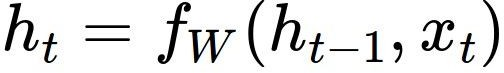 h_t = f_W(h_{t-1}, x_t)